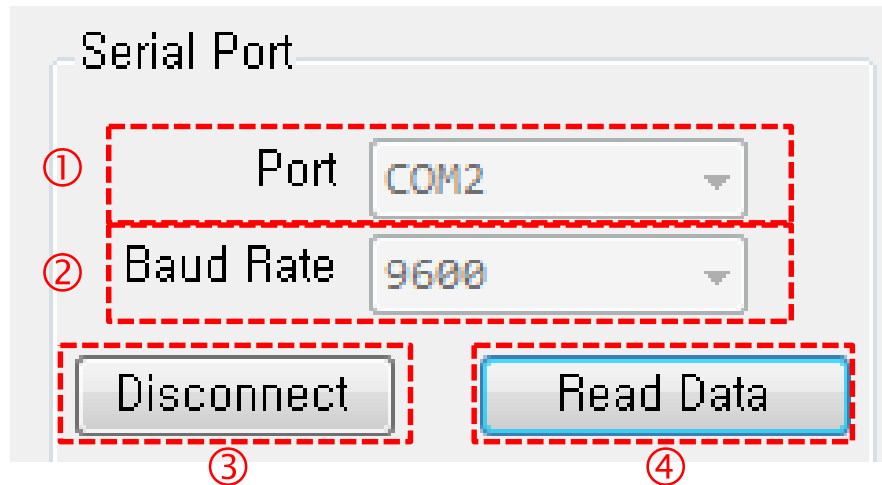 Serial Port
① Port COM2
② Baud Rate 9600
Disconnect Read Data
③ ④